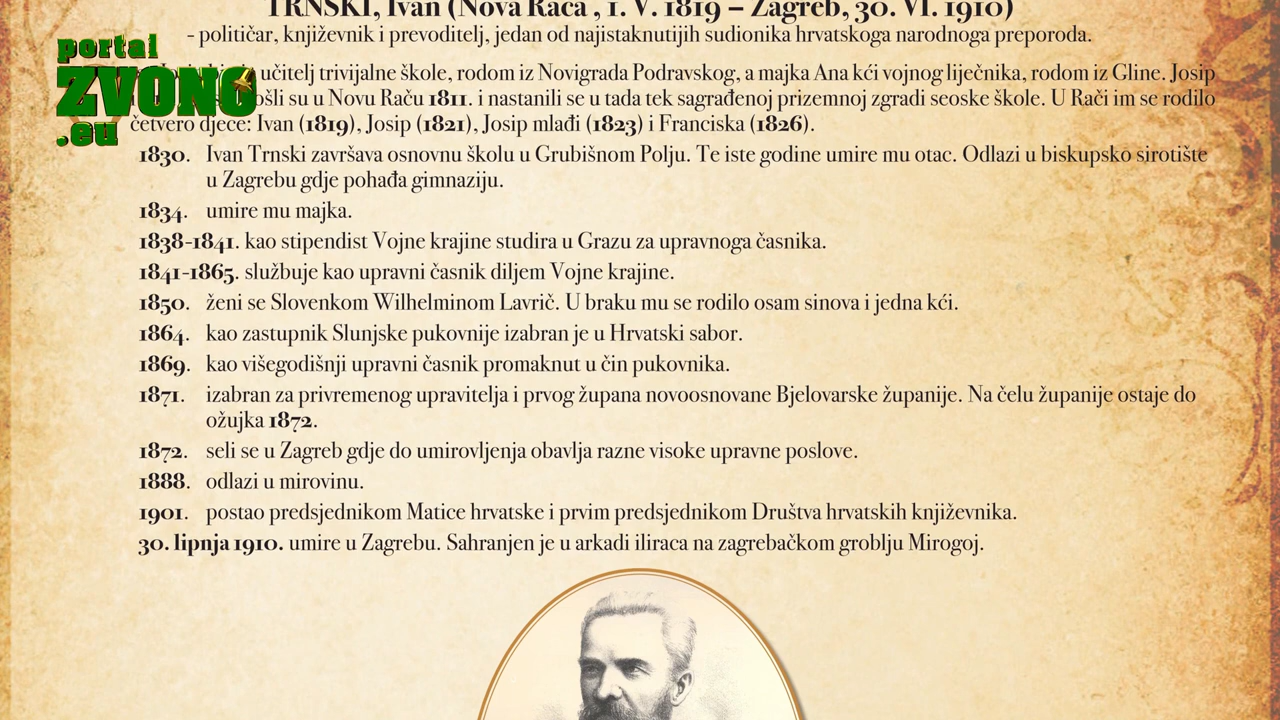 TRNSKI, Ivan (Nova Rača , 1. V. 1819 – Zagreb, 30. VI. 1910)
- političar, književnik i prevoditelj, jedan od najistaknutijih sudionika hrvatskoga narodnoga preporoda.
portal
ZVONO
.eu
učitelj trivijalne škole, rodom iz Novigrada Podravskog, a majka Ana kći vojnog liječnika, rodom iz Gline. Josip
su u Novu Raču 1811. i nastanili se u tada tek sagrađenoj prizemnoj zgradi seoske škole. U Rači im se rodilo
četvero djece: Ivan (1819), Josip (1821), Josip mlađi (1823) i Franciska (1826).
1830. Ivan Trnski završava osnovnu školu u Grubišnom Polju. Te iste godine umire mu otac. Odlazi u biskupsko sirotište
u Zagrebu gdje pohađa gimnaziju.
1834. umire mu majka.
1838-1841. kao stipendist Vojne krajine studira u Grazu za upravnoga časnika.
1841-1865. službuje kao upravni časnik diljem Vojne krajine.
1850. ženi se Slovenkom Wilhelminom Lavrič. U braku mu se rodilo osam sinova i jedna kći.
1864. kao zastupnik Slunjske pukovnije izabran je u Hrvatski sabor.
1869. kao višegodišnji upravni časnik promaknut u čin pukovnika.
1871. izabran za privremenog upravitelja i prvog župana novoosnovane Bjelovarske županije. Na čelu županije ostaje do
ožujka 1872.
1872. seli se u Zagreb gdje do umirovljenja obavlja razne visoke upravne poslove.
1888. odlazi u mirovinu.
1901. postao predsjednikom Matice hrvatske i prvim predsjednikom Društva hrvatskih književnika.
30. lipnja 1910. umire u Zagrebu. Sahranjen je u arkadi iliraca na zagrebačkom groblju Mirogoj.